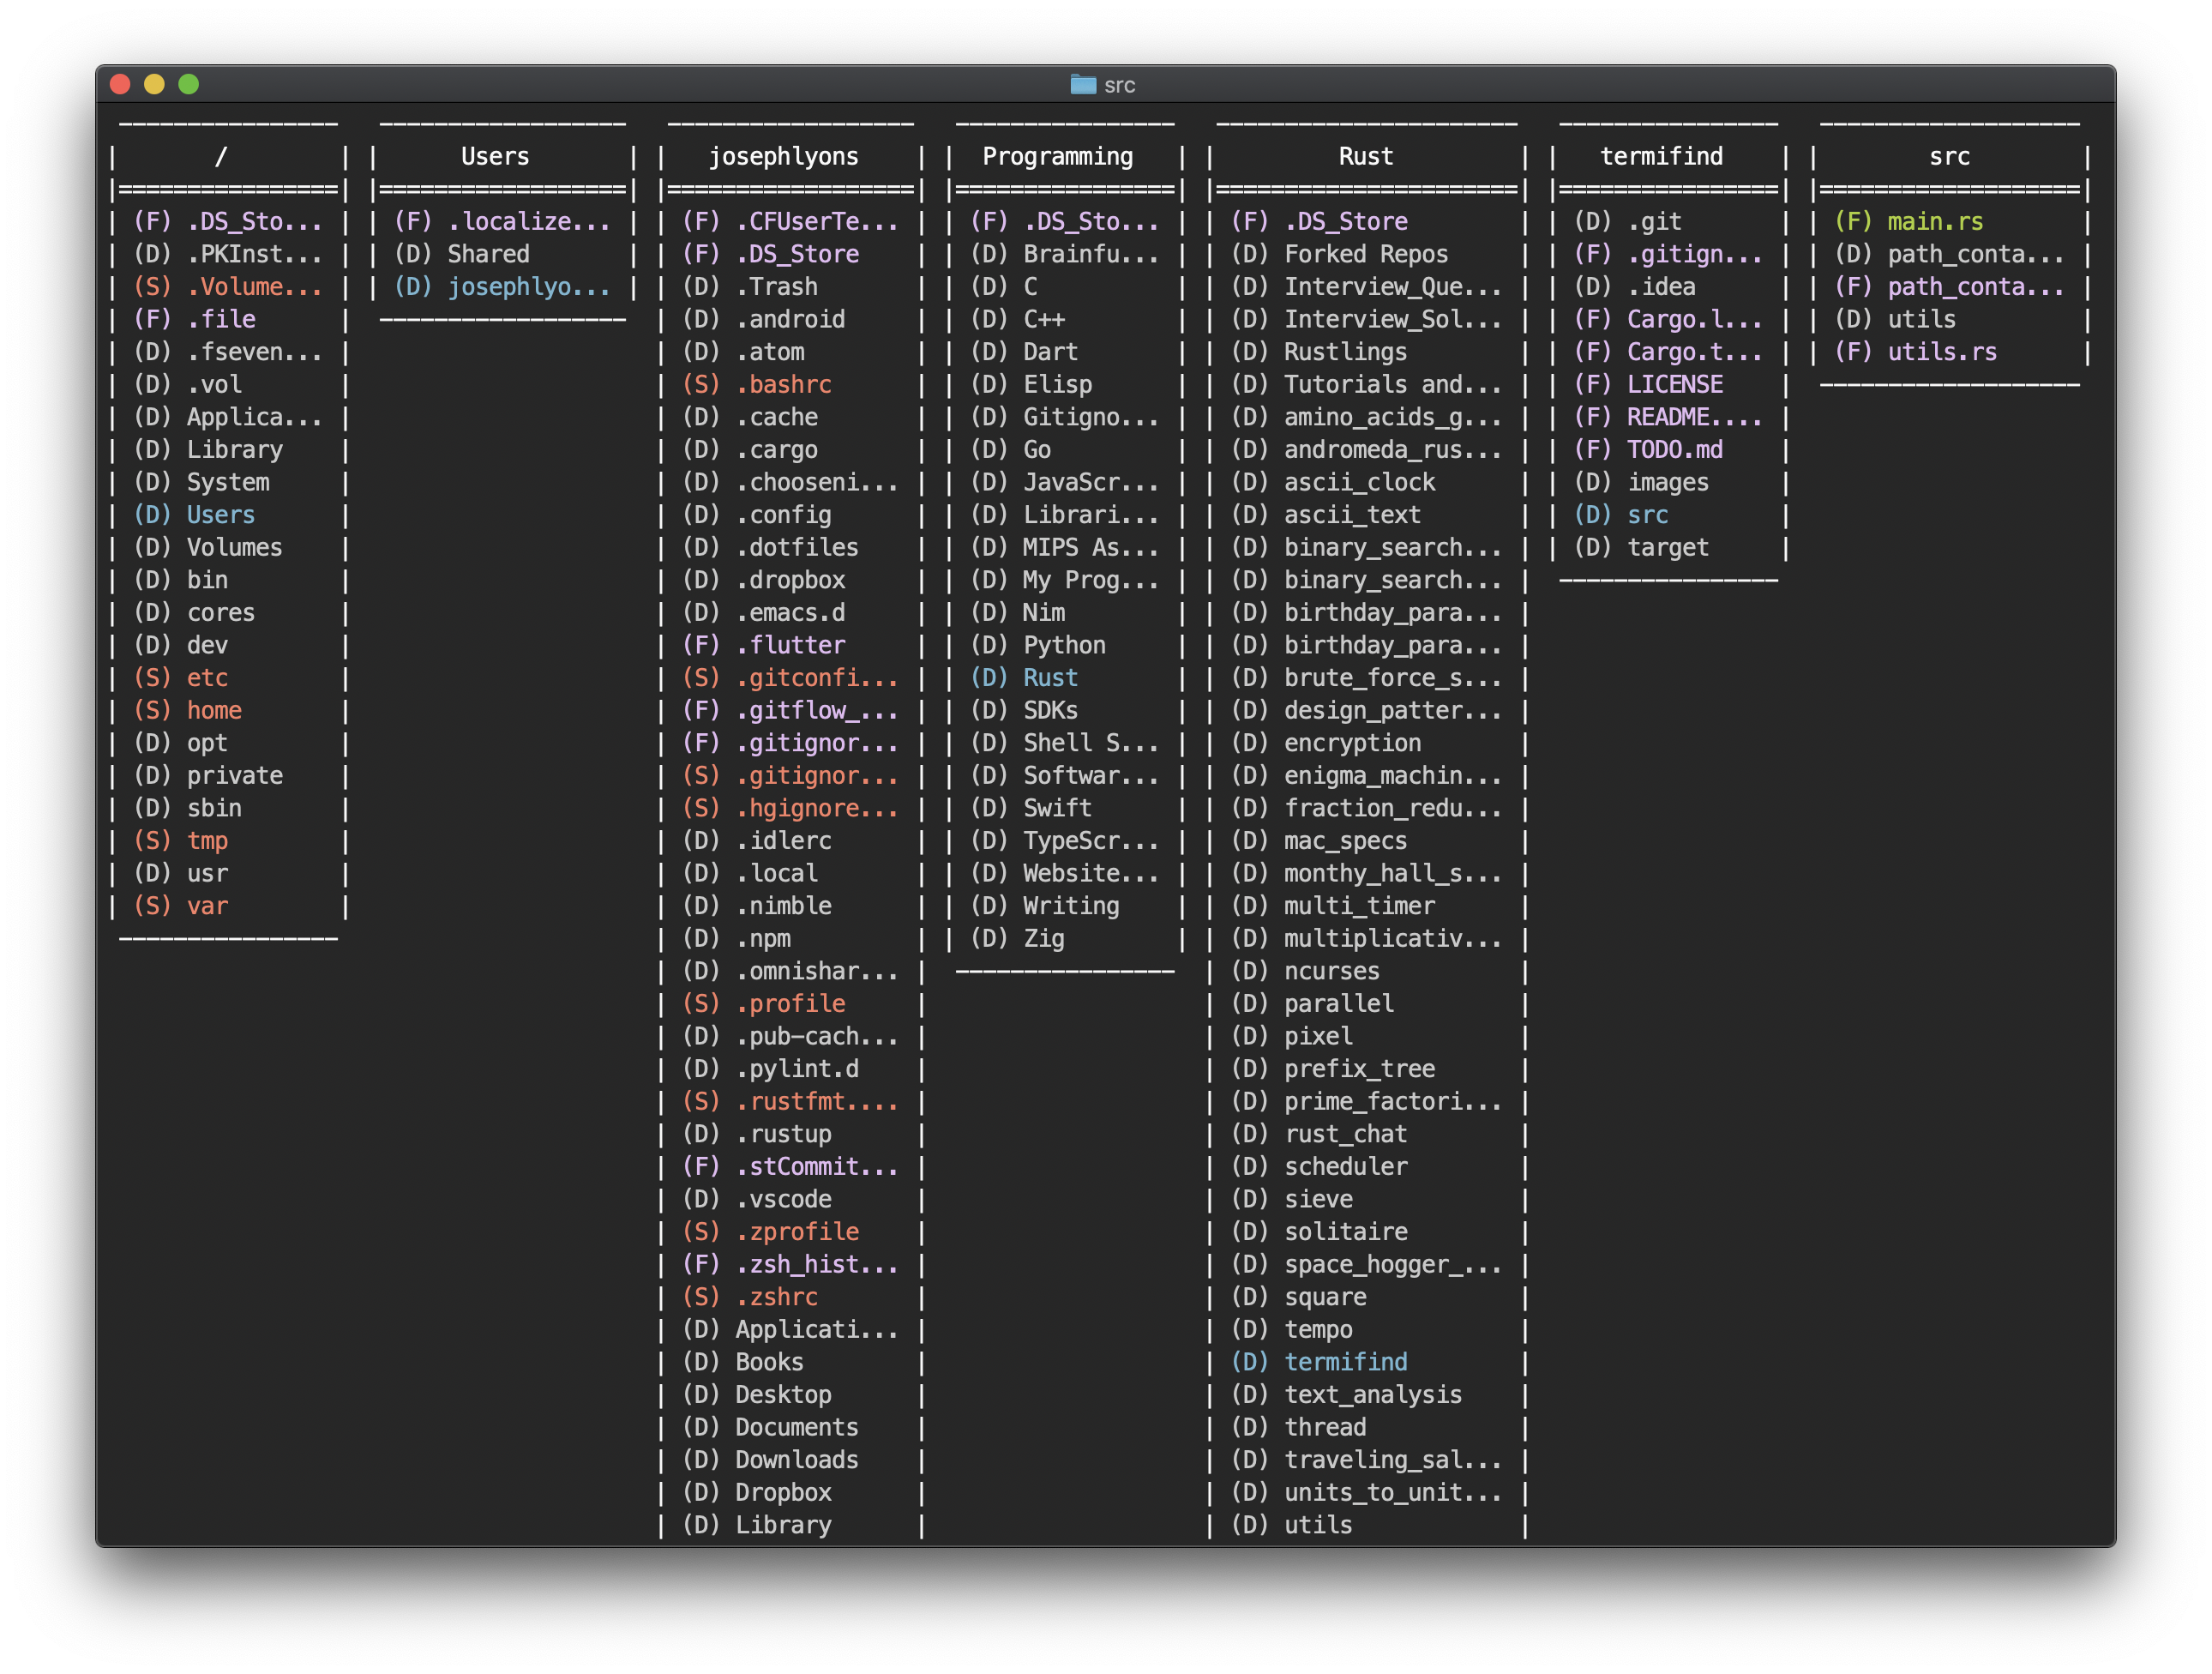 src
/
(F) .DS_Sto...
(D) .PKInst...
(S) .Volume...
(F) .file
(D) .fseven...
(D) .vol
(D) Applica...
(D) Library
(D) System
(D) Users
(D) Volumes
(D) bin
(D) cores
(D) dev
(S) etc
(S) home
(D) opt
(D) private
(D) sbin
(S) tmp
(D) usr
(S) var
Users
(F) .localize...
(D) Shared
(D) josephlyo...
josephlyons
(F) .CFUserTe...
(F) .DS_Store
(D) .Trash
(D) .android
(D) .atom
(S) .bashrc
(D) .cache
(D) .cargo
(D) .chooseni...
(D) .config
(D) .dotfiles
(D) .dropbox
(D) .emacs.d
(F) .flutter
(S) .gitconfi...
(F) .gitflow_...
(F) .gitignor...
(S) .gitignor...
(S) .hgignore...
(D) .idlerc
(D) .local
(D) .nimble
(D) .npm
(D) .omnishar...
(S) .profile
(D) .pub-cach...
(D) .pylint.d
(S) .rustfmt....
(D) .rustup
(F) .stCommit...
(D) .vscode
(S) .zprofile
(F) .zsh_hist...
(S) .zshrc
(D) Applicati...
(D) Books
(D) Desktop
(D) Documents
(D) Downloads
(D) Dropbox
(D) Library
Programming
(F) .DS_Sto...
(D) Brainfu...
(D) C
(D) C++
(D) Dart
(D) Elisp
(D) Gitigno...
(D) Go
(D) JavaScr...
(D) Librari...
(D) MIPS As...
(D) My Prog...
(D) Nim
(D) Python
(D) Rust
(D) SDKs
(D) Shell S...
(D) Softwar...
(D) Swift
(D) TypeScr...
(D) Website...
(D) Writing
(D) Zig
Rust
(F) .DS_Store
(D) Forked Repos
(D) Interview_Que...
(D) Interview_Sol...
(D) Rustlings
(D) Tutorials and...
(D) amino_acids_g...
(D) andromeda_rus...
(D) ascii_clock
(D) ascii_text
(D) binary_search...
(D) binary_search...
(D) birthday_para...
(D) birthday_para...
(D) brute_force_s...
(D) design_patter...
(D) encryption
(D) enigma_machin...
(D) fraction_redu...
(D) mac_specs
(D) monthy_hall_s...
(D) multi_timer
(D) multiplicativ...
(D) ncurses
(D) parallel
(D) pixel
(D) prefix_tree
(D) prime_factori...
(D) rust_chat
(D) scheduler
(D) sieve
(D) solitaire
(D) space_hogger_...
(D) square
(D) tempo
(D) termifind
(D) text_analysis
(D) thread
(D) traveling_sal...
(D) units_to_unit...
(D) utils
termifind
(D) .git
(F) .gitign...
(D) .idea
(F) Cargo.l...
(F) Cargo.t...
(F) LICENSE
(F) README....
(F) TODO.md
(D) images
(D) src
(D) target
src
(F) main.rs
(D) path_conta...
(F) path_conta...
(D) utils
(F) utils.rs